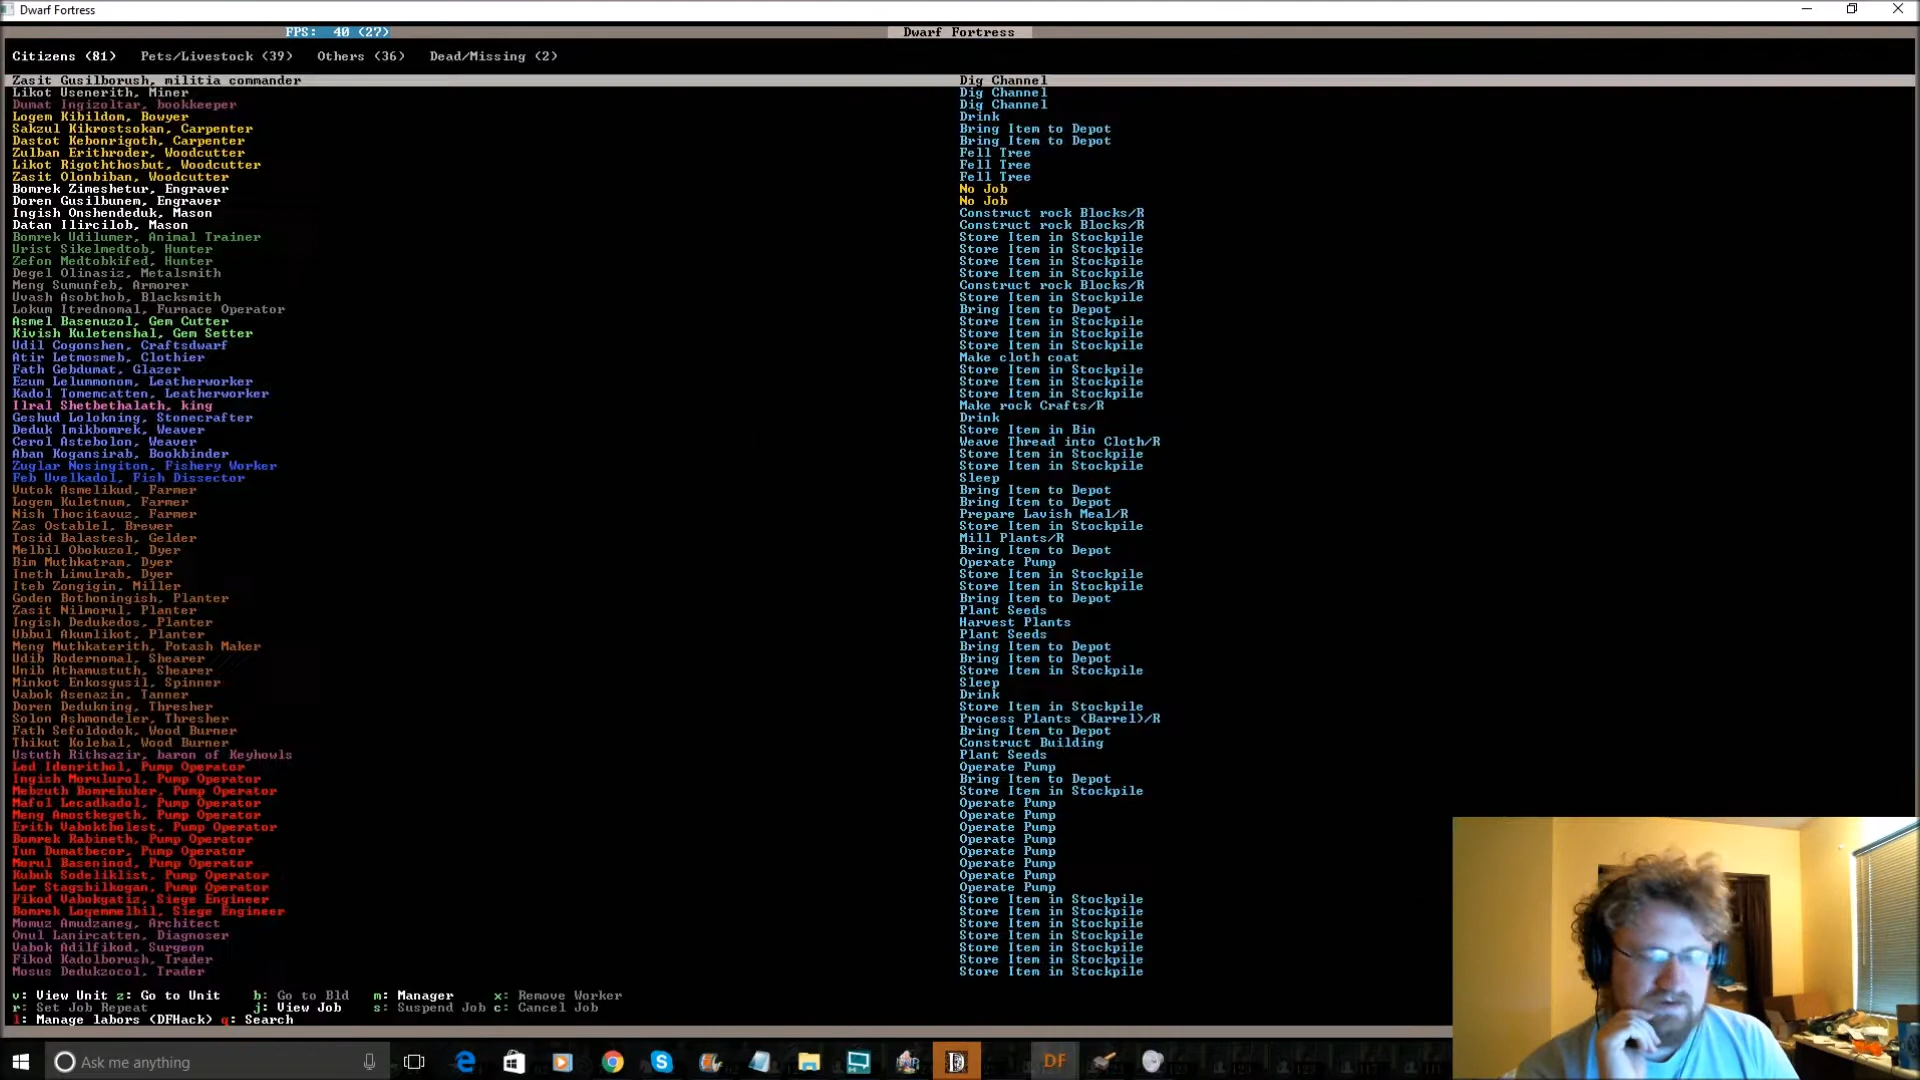 Dwarf Fortress
FPS: 40 (27)
Dwarf Fortress
Citizens (81) Pets/Livestock (39) Others (36) Dead/Missing (2)
Zasit Gusilborush, militia commander Dig Channel
Likot Usenerith, Miner Dig Channel
Dumat Ingizoltar, bookkeeper Dig Channel
Logem Kibildom, Bowyer Drink
Sakzul Kikrostsokan, Carpenter Bring Item to Depot
Dastot Kebonrigoth, Carpenter Bring Item to Depot
Zulban Erithroder, Woodcutter Fell Tree
Likot Rigoththosbut, Woodcutter Fell Tree
Zasit Olonbiban, Woodcutter Fell Tree
Bomrek Zimeshetur, Engraver No Job
Doren Gusilbunem, Engraver No Job
Ingish Onshendeduk, Mason Construct rock Blocks/R
Datan Ilircilob, Mason Construct rock Blocks/R
Bomrek Udilumer, Animal Trainer Store Item in Stockpile
Urist Sikelmedtob, Hunter Store Item in Stockpile
Zefon Medtobkifed, Hunter Store Item in Stockpile
Degel Olinasiz, Metalsmith Store Item in Stockpile
Meng Sumunfeb, Armorer Construct rock Blocks/R
Uvash Asobthob, Blacksmith Store Item in Stockpile
Lokum Itrednomal, Furnace Operator Bring Item to Depot
Asmel Basenuzol, Gem Cutter Store Item in Stockpile
Kivish Kuletenshal, Gem Setter Store Item in Stockpile
Udil Cogonshen, Craftsdwarf Store Item in Stockpile
Atir Letmosmeb, Clothier Make cloth coat
Fath Gebdumat, Glazer Store Item in Stockpile
Ezum Lelummonom, Leatherworker Store Item in Stockpile
Kadol Tomemcatten, Leatherworker Store Item in Stockpile
Ilral Shetbethalath, king Make rock Crafts/R
Geshud Lolokning, Stonecrafter Drink
Deduk Imikbomrek, Weaver Store Item in Bin
Cerol Astebolon, Weaver Weave Thread into Cloth/R
Aban Kogansirab, Bookbinder Store Item in Stockpile
Zuglar Nosingiton, Fishery Worker Store Item in Stockpile
Feb Uvelkadol, Fish Dissector Sleep
Vutok Asmelikud, Farmer Bring Item to Depot
Logem Kuletnum, Farmer Bring Item to Depot
Nish Thocitavuz, Farmer Prepare Lavish Meal/R
Zas Ostablel, Brewer Store Item in Stockpile
Tosid Balastesh, Gelder Mill Plants/R
Melbil Obokuzol, Dyer Bring Item to Depot
Bim Muthkatram, Dyer Operate Pump
Ineth Limulrab, Dyer Store Item in Stockpile
Iteb Zongigin, Miller Store Item in Stockpile
Goden Bothoningish, Planter Bring Item to Depot
Zasit Nilmorul, Planter Plant Seeds
Ingish Dedukedos, Planter Harvest Plants
Ubbul Akumlikot, Planter Plant Seeds
Meng Muthkaterith, Potash Maker Bring Item to Depot
Udib Rodernomal, Shearer Bring Item to Depot
Unib Athamustuth, Shearer Store Item in Stockpile
Minkot Enkosgusil, Spinner Sleep
Vabok Asenazin, Tanner Drink
Doren Dedukning, Thresher Store Item in Stockpile
Solon Ashmondeler, Thresher Process Plants (Barrel)/R
Fath Sefoldodok, Wood Burner Bring Item to Depot
Thikut Kolebal, Wood Burner Construct Building
Ustuth Rithsazir, baron of Keyhowls Plant Seeds
Led Idenrithol, Pump Operator Operate Pump
Ingish Morulurol, Pump Operator Bring Item to Depot
Mebzuth Bomrekuker, Pump Operator Store Item in Stockpile
Mafol Lecadkadol, Pump Operator Operate Pump
Meng Amostkegeth, Pump Operator Operate Pump
Erith Vaboktholest, Pump Operator Operate Pump
Bomrek Rabineth, Pump Operator Operate Pump
Tun Dumatbecor, Pump Operator Operate Pump
Morul Baseninod, Pump Operator Operate Pump
Kubuk Sodeliklist, Pump Operator Operate Pump
Lor Stagshilkogan, Pump Operator Operate Pump
Fikod Vabokgatiz, Siege Engineer Store Item in Stockpile
Bomrek Logemmelbil, Siege Engineer Store Item in Stockpile
Momuz Amudzaneg, Architect Store Item in Stockpile
Onul Lanircatten, Diagnoser Store Item in Stockpile
Vabok Adilfikod, Surgeon Store Item in Stockpile
Fikod Kadolborush, Trader Store Item in Stockpile
Mosus Dedukzocol, Trader Store Item in Stockpile
v: View Unit z: Go to Unit b: Go to Bld m: Manager x: Remove Worker
r: Set Job Repeat j: View Job s: Suspend Job c: Cancel Job
l: Manage labors (DFHack) q: Search
Ask me anything
DF